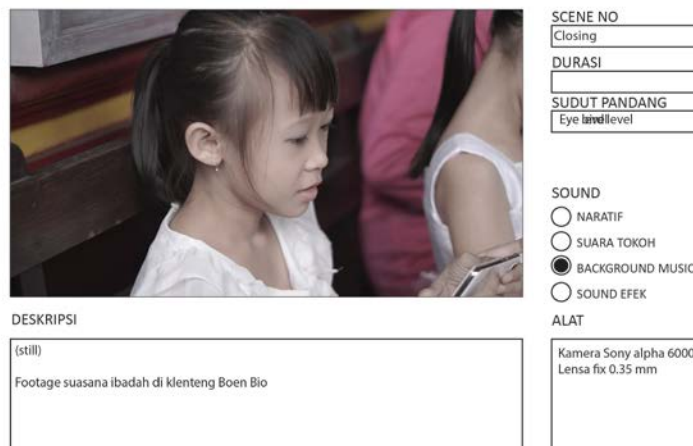 SCENE NO
Closing
DURASI
SUDUT PANDANG
Eye level
SOUND
NARATIF
SUARA TOKOH
BACKGROUND MUSIC
SOUND EFEK
DESKRIPSI
(still)
Footage suasana ibadah di klenteng Boen Bio
ALAT
Kamera Sony alpha 6000
Lensa fix 0.35 mm